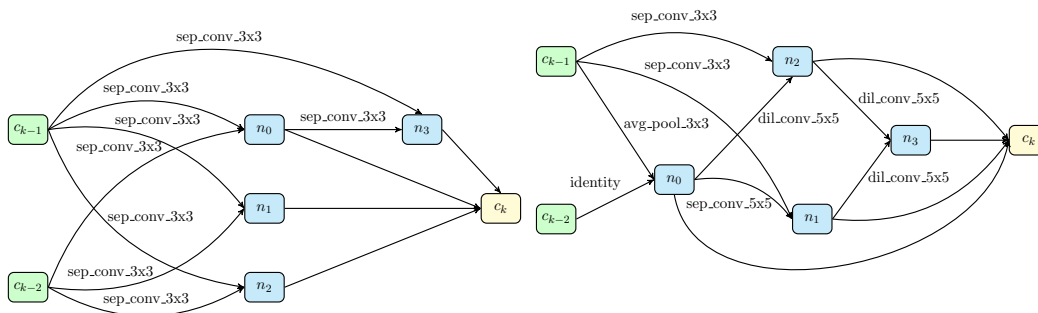 sep_conv_3x3
sep_conv_3x3
sep_conv_3x3
sep_conv_3x3
sep_conv_3x3
c_{k-1}
n_0
n_3
n_1
c_k
sep_conv_3x3
sep_conv_3x3
c_{k-2}
n_2
sep_conv_3x3
sep_conv_3x3
c_{k-1}
n_2
sep_conv_3x3
dil_conv_5x5
avg_pool_3x3
dil_conv_5x5
n_3
c_k
identity
n_0
dil_conv_5x5
sep_conv_5x5
c_{k-2}
n_1